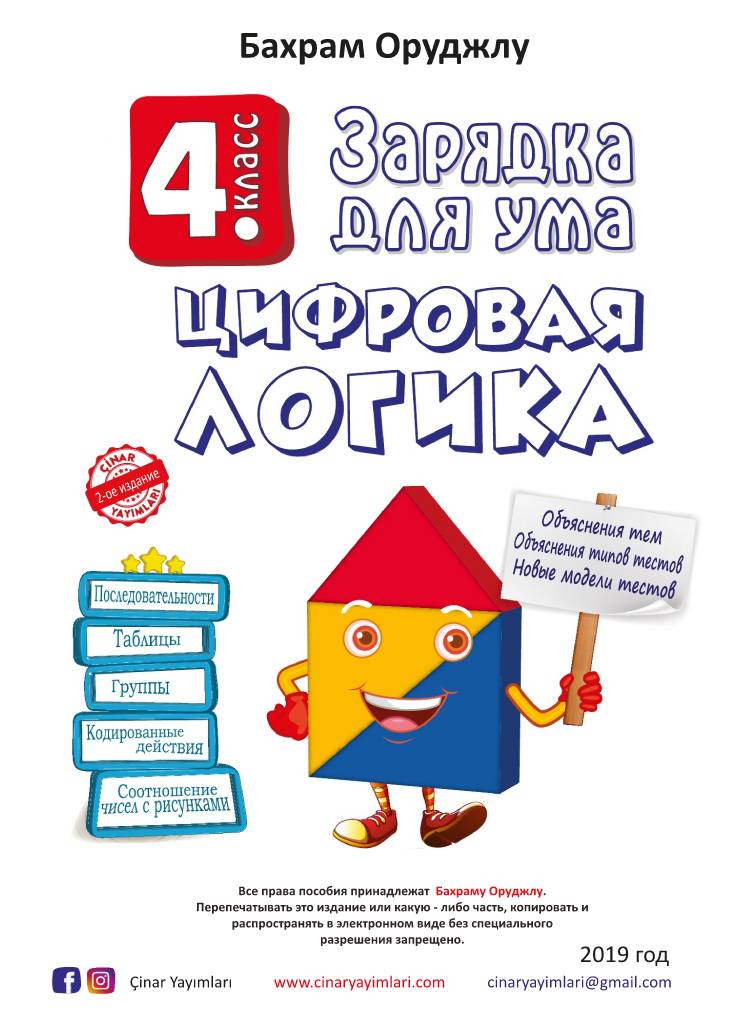 Бахрам Оруджлу
4. класс
Зарядка
для ума
ЦИФРОВАЯ
ЛОГИКА
ÇİNAR
2-ое издание
YAYIMLARI
Объяснения тем
Объяснения типов тестов
Новые модели тестов
Последовательности
Таблицы
Группы
Кодированные
действия
Соотношение
чисел с рисунками
Все права пособия принадлежат Бахраму Оруджлу.
Перепечатывать это издание или какую - либо часть, копировать и
распространять в электронном виде без специального
разрешения запрещено.
2019 год
Çinar Yayımları www.cinaryayimlari.com cinaryayimlari@gmail.com